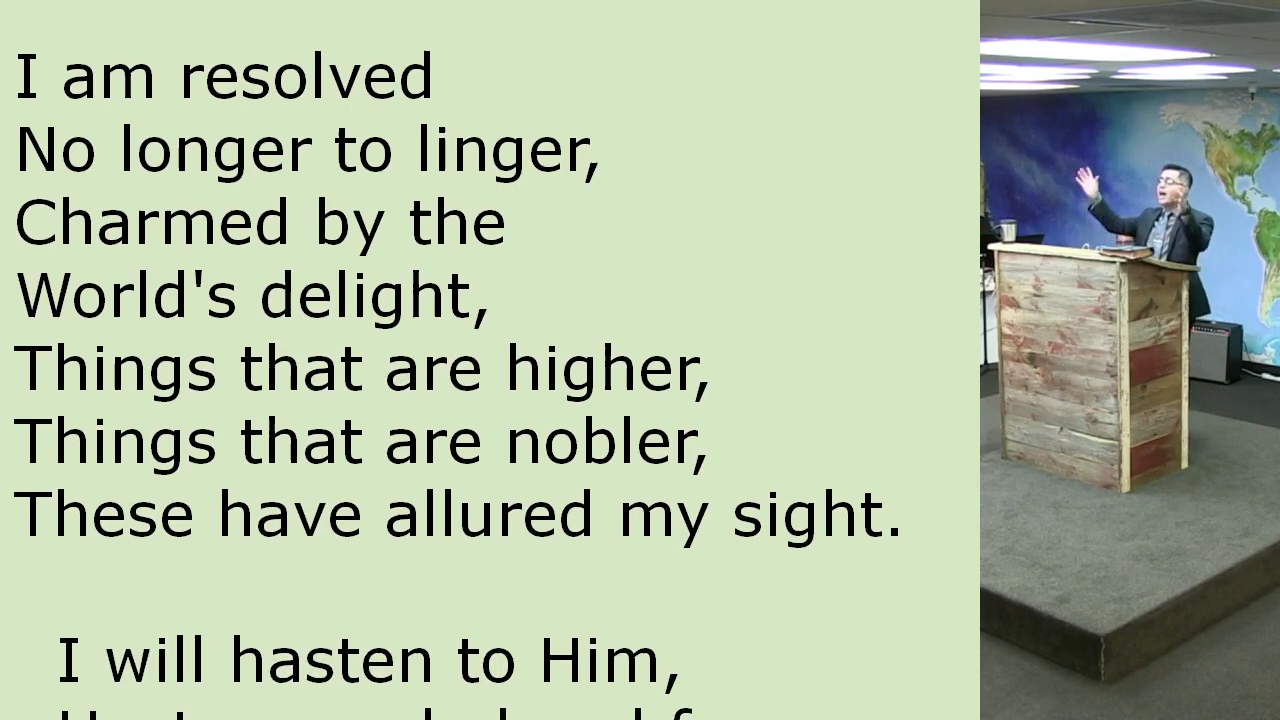 I am resolved
No longer to linger,
Charmed by the
World's delight,
Things that are higher,
Things that are nobler,
These have allured my sight.
I will hasten to Him,